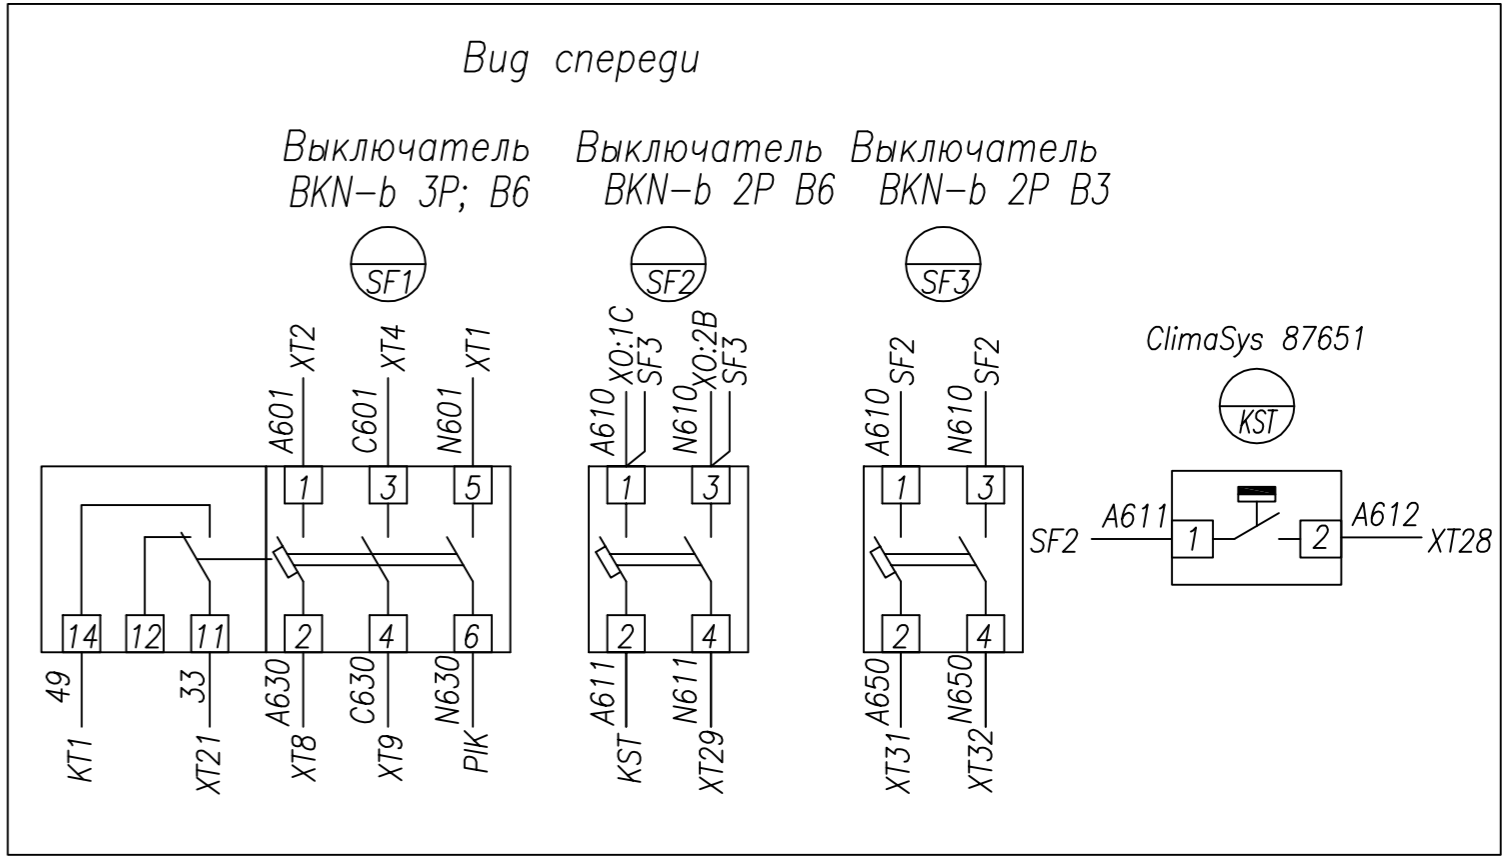 Вид спереди
Выключатель
BKN-b 3P; B6
SF1
Выключатель
BKN-b 2P B6
SF2
Выключатель
BKN-b 2P B3
SF3
ClimaSys 87651
KST
A601
XT2
C601
XT4
N601
XT1
1
3
5
14
12
11
2
4
6
49
KT1
33
XT21
A630
XT8
C630
XT9
N630
PIK
A610
XO:1C
SF3
N610
XO:2B
SF3
1
3
2
4
A611
KST
N611
XT29
A610
SF2
N610
SF2
1
3
2
4
A650
XT31
N650
XT32
SF2
A611
1
2
A612
XT28